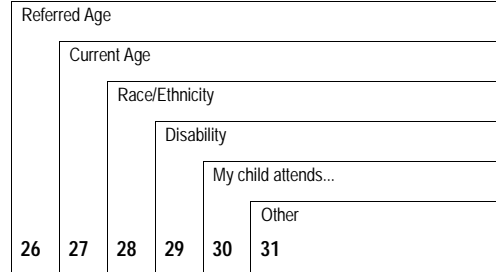 Referred Age
Current Age
Race/Ethnicity
Disability
My child attends...
Other
26 27 28 29 30 31